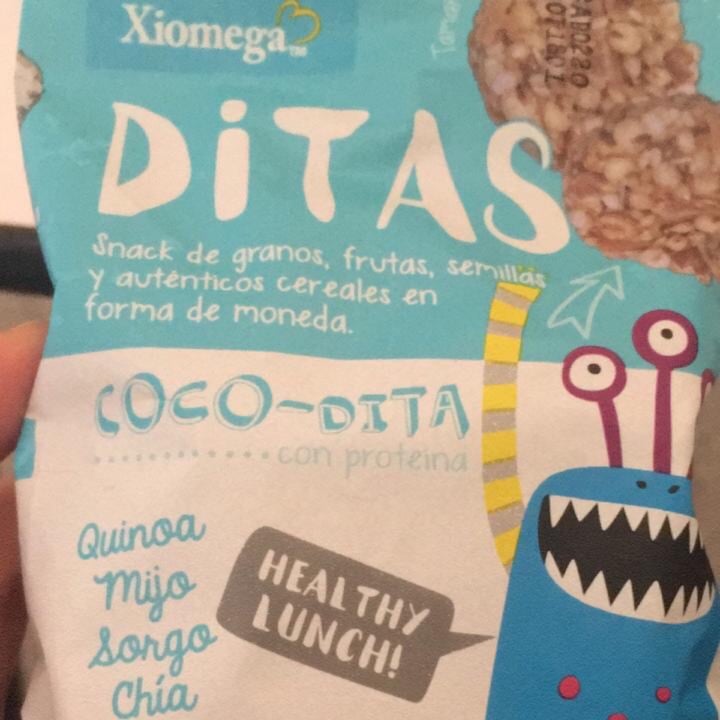 Xiomega™
DiTAS
Snack de granos, frutas, semillas
y auténticos cereales en
forma de moneda.
COCO-DITA
con proteína
Quinoa
Mijo
Sorgo
Chía
HEALTHY
LUNCH!